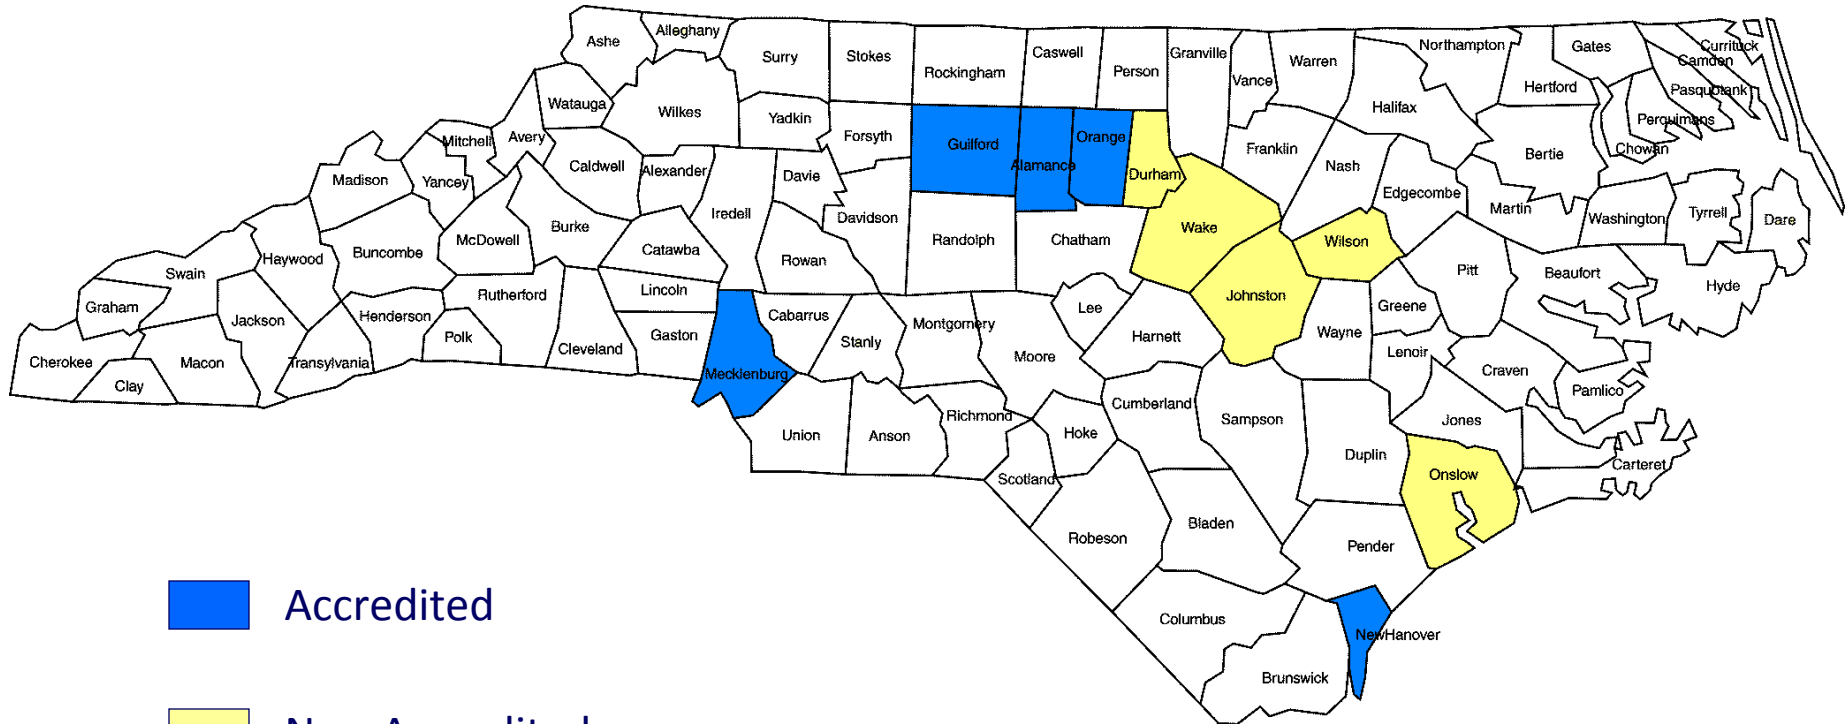 Ashe
Alleghany
Surry
Stokes
Rockingham
Caswell
Person
Granville
Vance
Warren
Northampton
Gates
Currituck
Camden
Hertford
Pasquotank
Perquimans
Chowan
Halifax
Watauga
Wilkes
Yadkin
Forsyth
Guilford
Alamance
Orange
Durham
Franklin
Nash
Bertie
Mitchell
Avery
Caldwell
Alexander
Davie
Edgecombe
Madison
Yancey
Iredell
Davidson
Martin
Washington
Tyrrell
Dare
Burke
McDowell
Buncombe
Catawba
Rowan
Randolph
Chatham
Wake
Wilson
Haywood
Swain
Pitt
Beaufort
Hyde
Graham
Jackson
Henderson
Rutherford
Polk
Lincoln
Gaston
Cleveland
Cabarrus
Stanly
Montgomery
Moore
Lee
Harnett
Johnston
Wayne
Greene
Lenoir
Craven
Pamlico
Cherokee
Clay
Macon
Transylvania
Mecklenburg
Union
Anson
Richmond
Hoke
Cumberland
Sampson
Duplin
Jones
Onslow
Carteret
Scotland
Robeson
Bladen
Pender
Columbus
Brunswick
NewHanover
Accredited